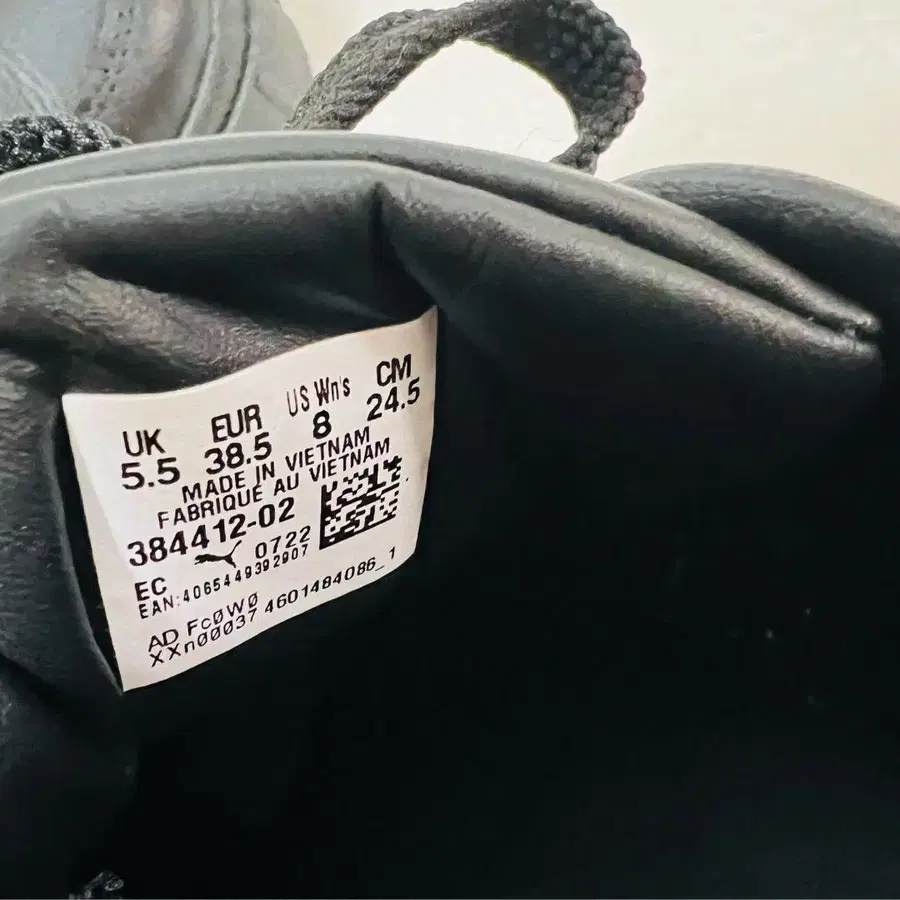 UK EUR US Wn's CM
5.5 38.5 8 24.5
MADE IN VIETNAM
FABRIQUÉ AU VIETNAM
384412-02
EC 0722
EAN:4065449392907
AD Fc0W0
XXn00037 4601484086_1